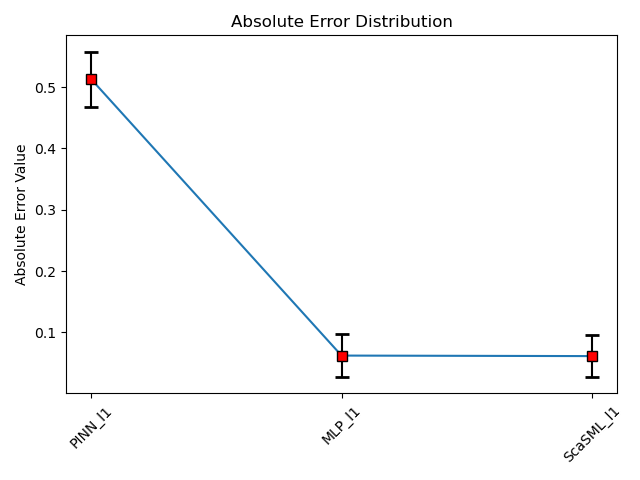 Absolute Error Distribution
Absolute Error Value
0.5
0.4
0.3
0.2
0.1
PINN_l1
MLP_l1
ScaSML_l1